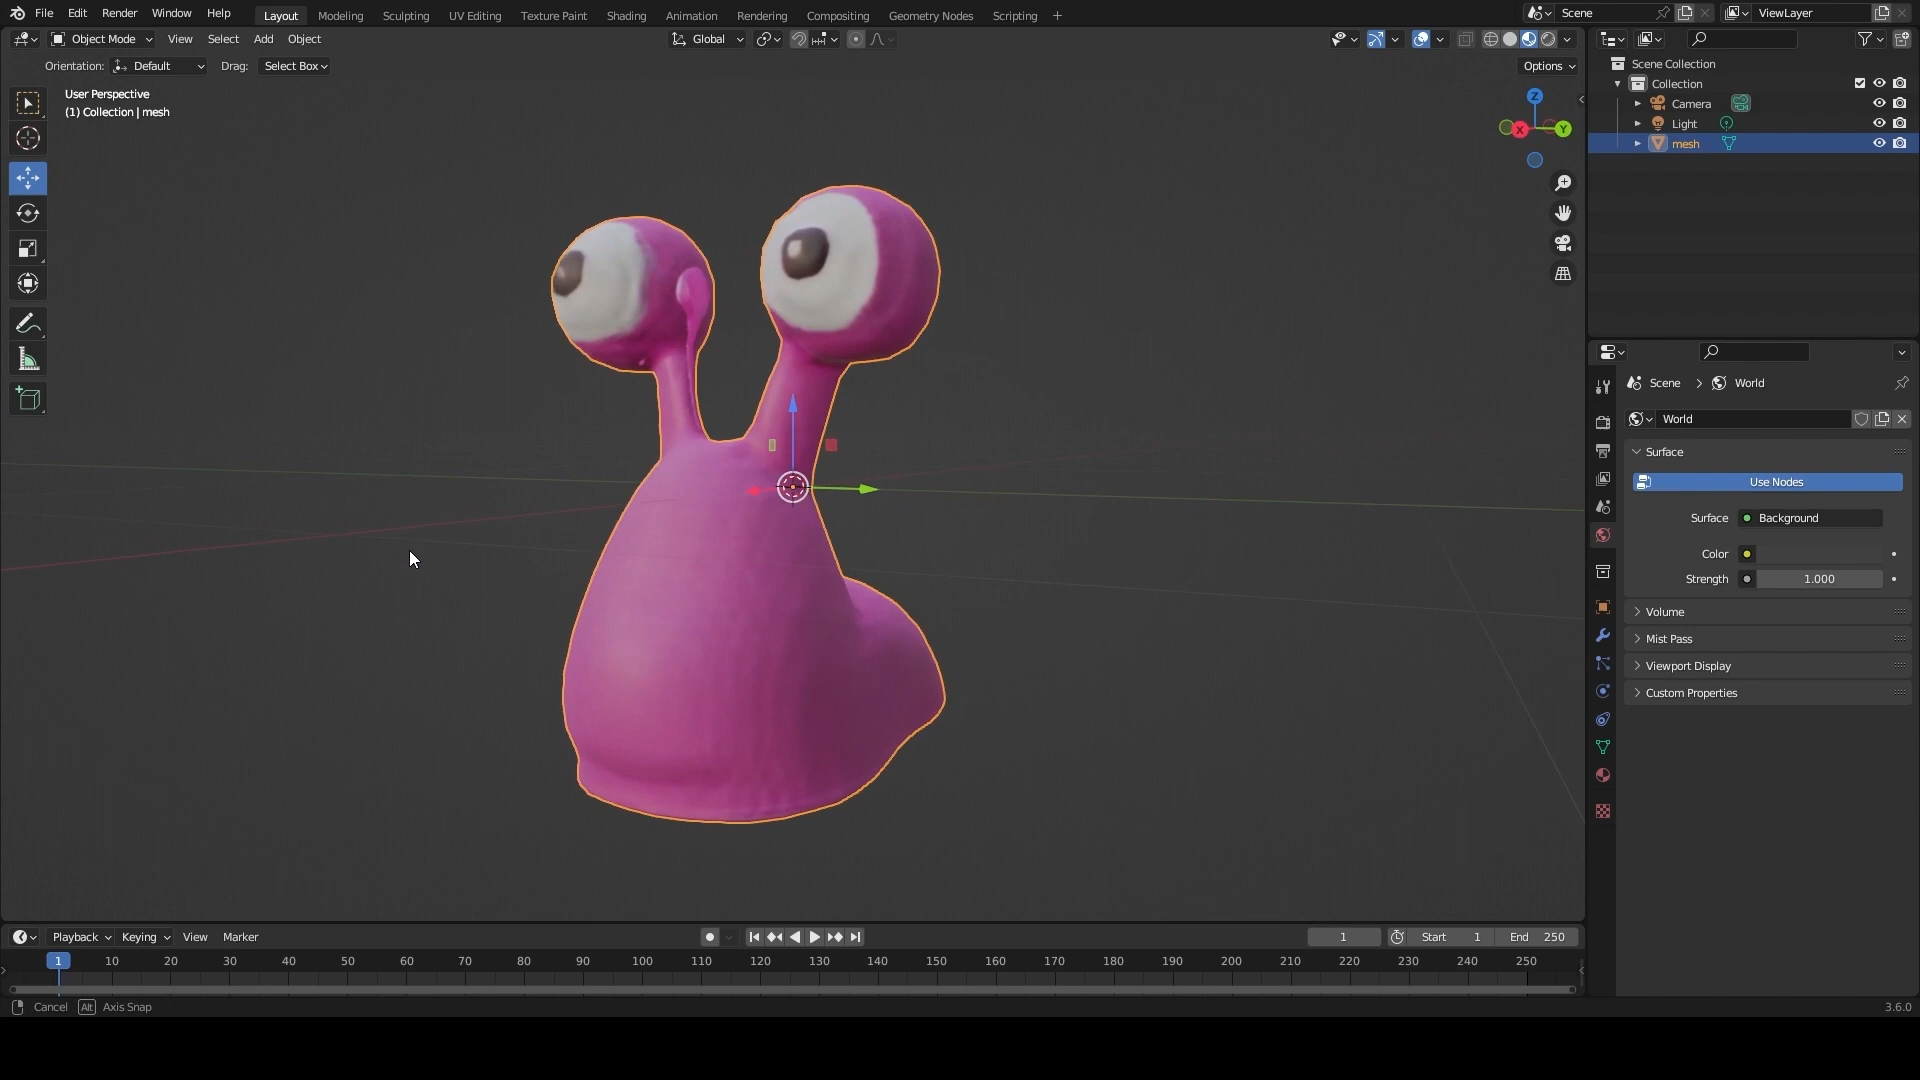 File Edit Render Window Help Layout Modeling Sculpting UV Editing Texture Paint Shading Animation Rendering Compositing Geometry Nodes Scripting + Scene ViewLayer
Object Mode View Select Add Object Global
Orientation: Default Drag: Select Box Options
User Perspective
(1) Collection | mesh
Z
X
Y
Scene Collection
Collection
Camera
Light
mesh
Scene > World
World
Surface
Use Nodes
Surface Background
Color
Strength 1.000
Volume
Mist Pass
Viewport Display
Custom Properties
Playback Keying View Marker 1 Start 1 End 250
1 10 20 30 40 50 60 70 80 90 100 110 120 130 140 150 160 170 180 190 200 210 220 230 240 250
Cancel Alt Axis Snap 3.6.0